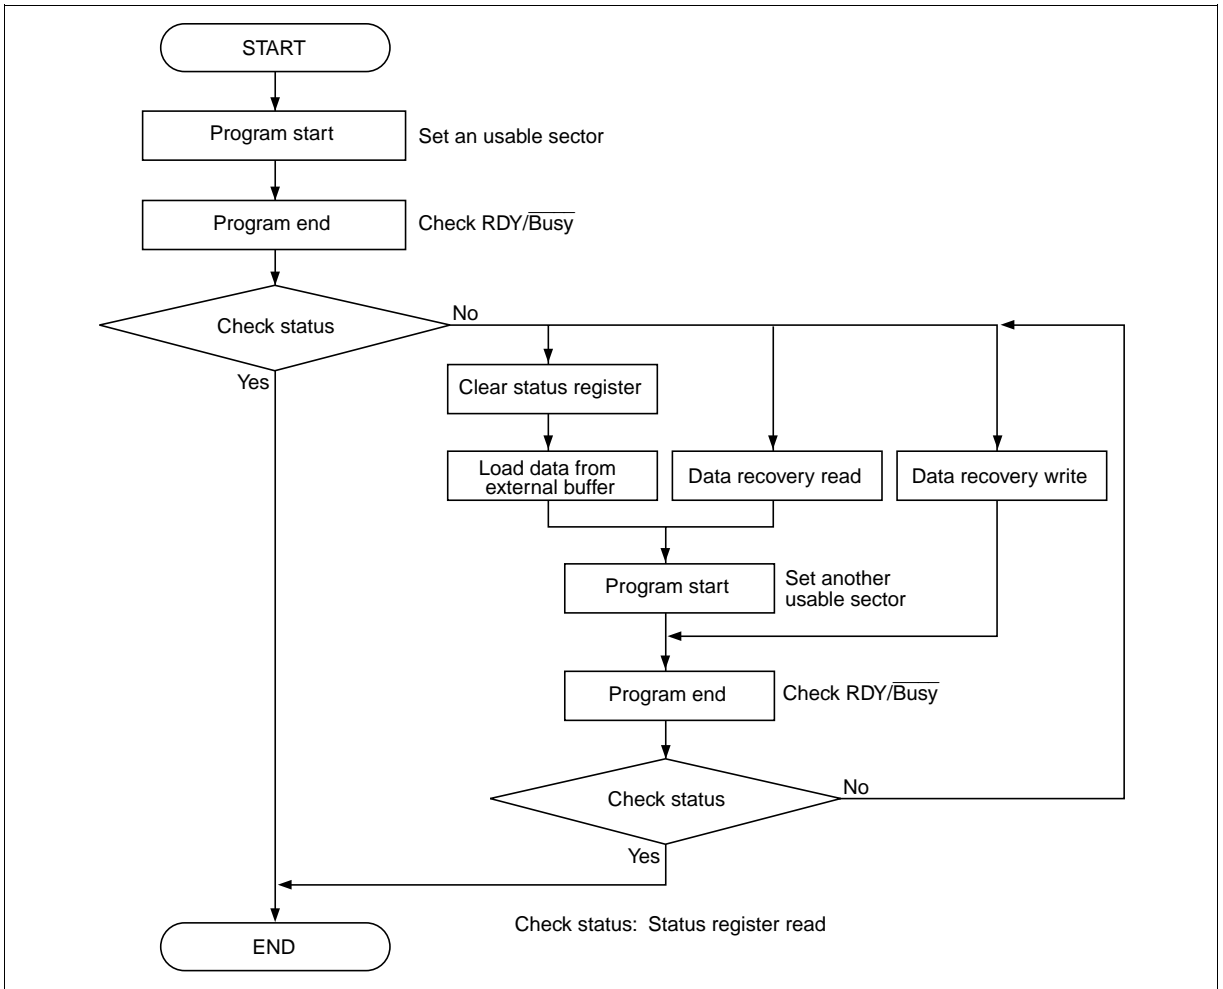 START
Program start
Set an usable sector
Program end
Check RDY/Busy
Check status
No
Yes
Clear status register
Load data from
external buffer
Data recovery read
Data recovery write
Program start
Set another
usable sector
Program end
Check RDY/Busy
Check status
No
Yes
Check status: Status register read
END